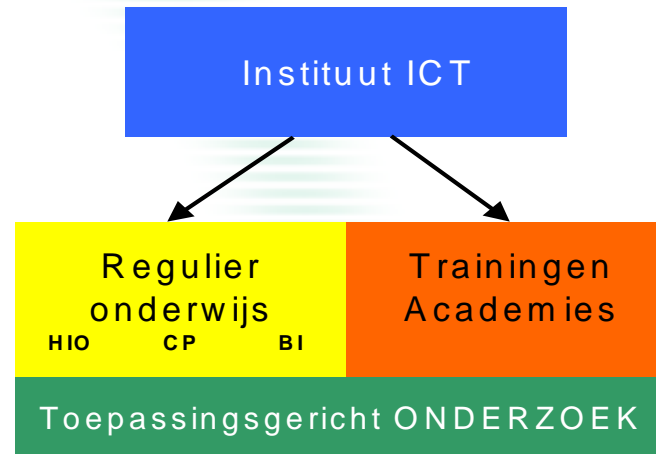 Instituut ICT
Regulier
onderwijs
HIO CP BI
Trainingen
Academies
Toepassingsgericht ONDERZOEK